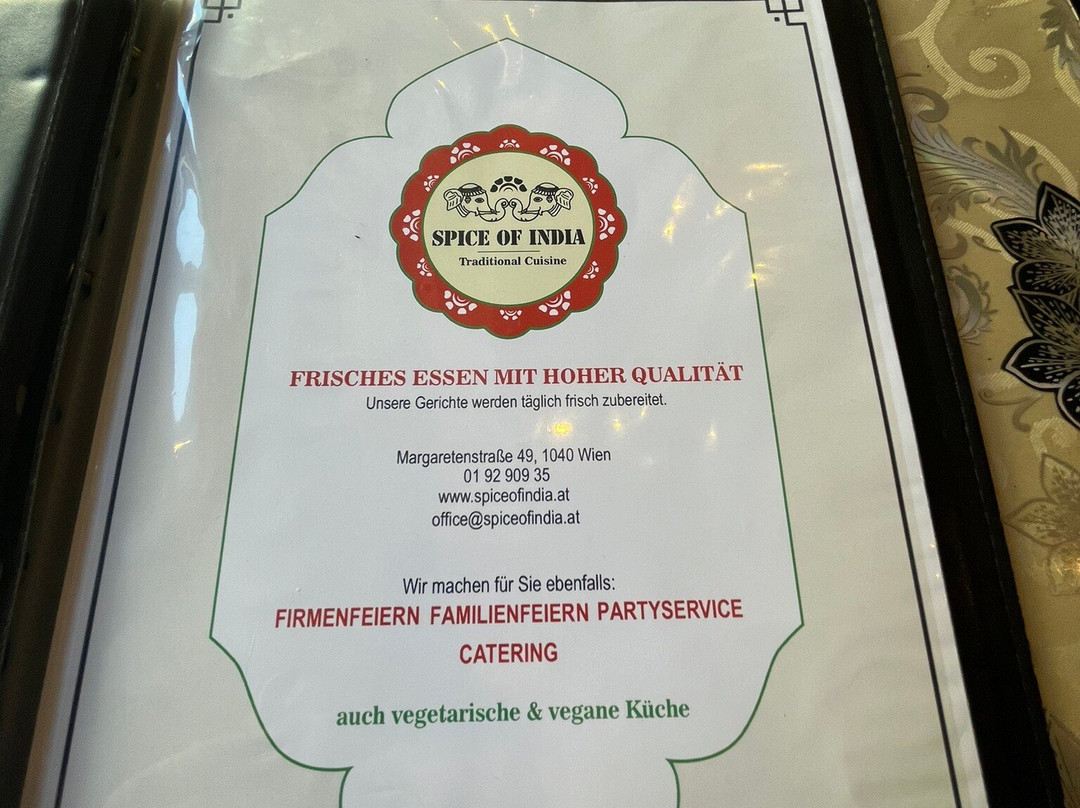 SPICE OF INDIA
Traditional Cuisine
FRISCHES ESSEN MIT HOHER QUALITÄT
Unsere Gerichte werden täglich frisch zubereitet.
Margaretenstraße 49, 1040 Wien
01 92 909 35
www.spiceofindia.at
office@spiceofindia.at
Wir machen für Sie ebenfalls:
FIRMENFEIERN FAMILIENFEIERN PARTYSERVICE
CATERING
auch vegetarische & vegane Küche